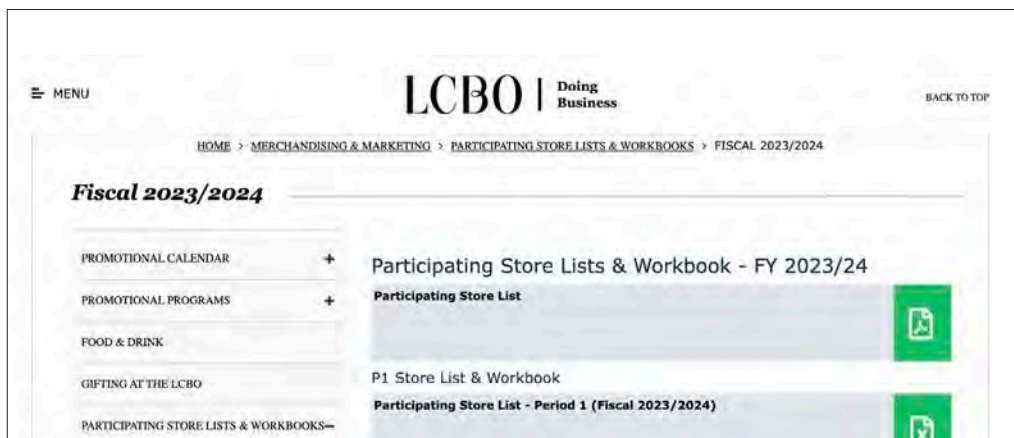 MENU
LCBO | Doing Business
BACK TO TOP
HOME > MERCHANDISING & MARKETING > PARTICIPATING STORE LISTS & WORKBOOKS > FISCAL 2023/2024
Fiscal 2023/2024
PROMOTIONAL CALENDAR +
PROMOTIONAL PROGRAMS +
FOOD & DRINK
GIFTING AT THE LCBO
PARTICIPATING STORE LISTS & WORKBOOKS−
Participating Store Lists & Workbook - FY 2023/24
Participating Store List
P1 Store List & Workbook
Participating Store List - Period 1 (Fiscal 2023/2024)